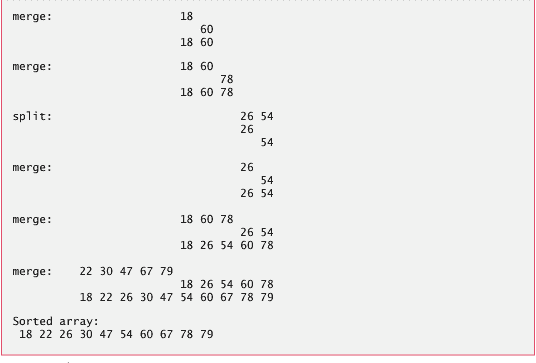 merge:                   18
                            60
                         18 60
merge:                   18 60
                               78
                         18 60 78
split:                            26 54
                                  26
                                     54
merge:                            26
                                     54
                                  26 54
merge:                   18 60 78
                                  26 54
                         18 26 54 60 78
merge:    22 30 47 67 79
                         18 26 54 60 78
          18 22 26 30 47 54 60 67 78 79
Sorted array:
 18 22 26 30 47 54 60 67 78 79